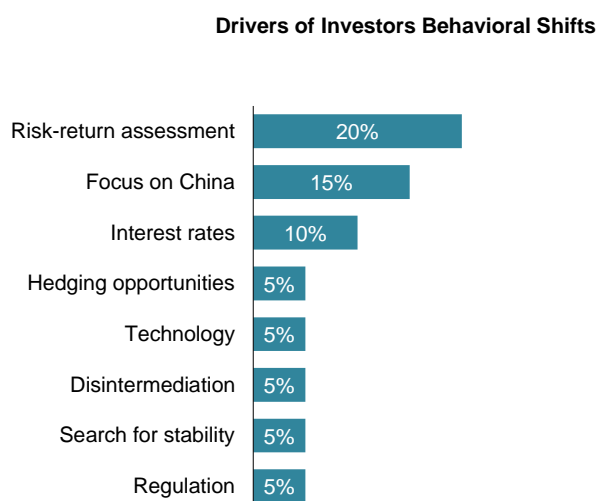 Drivers of Investors Behavioral Shifts
Risk-return assessment 20%
Focus on China 15%
Interest rates 10%
Hedging opportunities 5%
Technology 5%
Disintermediation 5%
Search for stability 5%
Regulation 5%